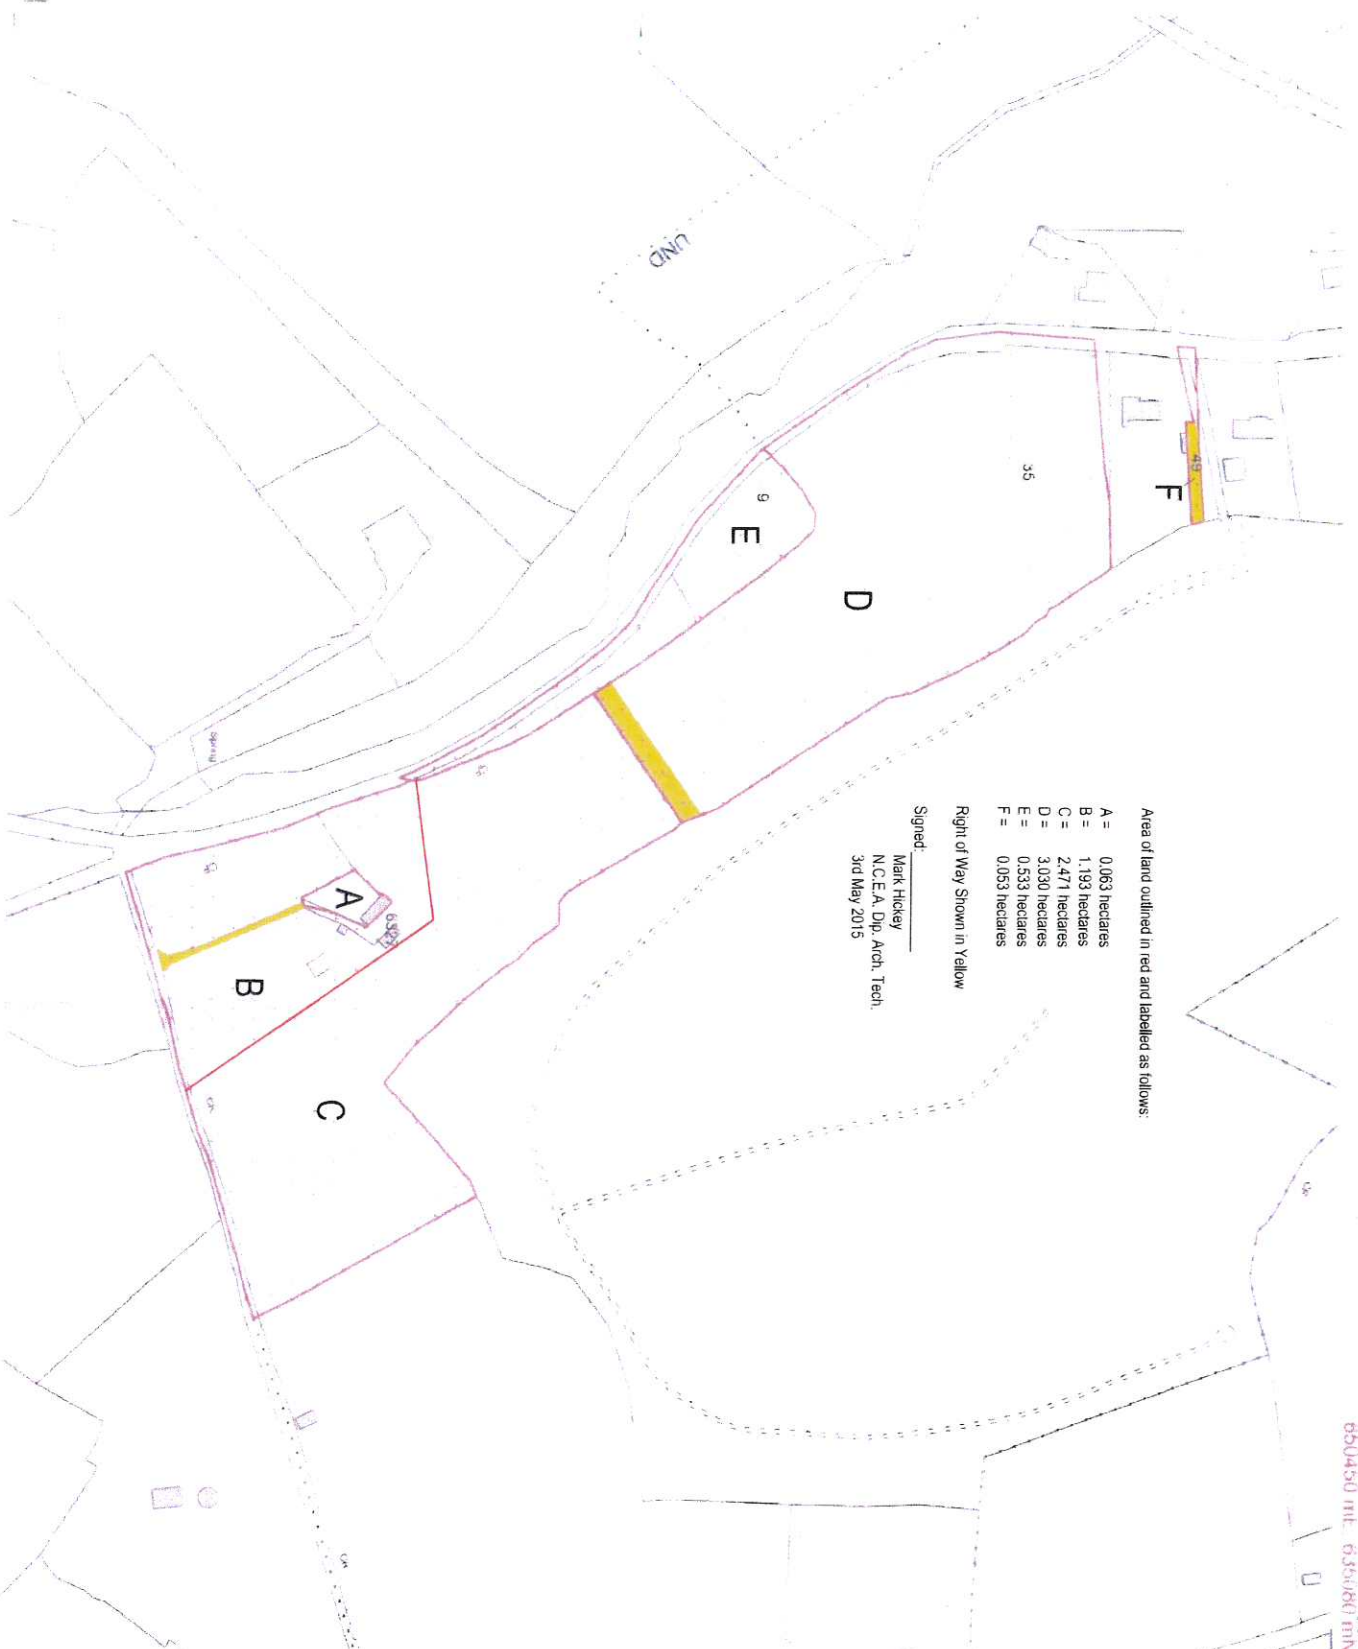 Area of land outlined in red and labelled as follows:
A = 0.063 hectares
B = 1.193 hectares
C = 2.471 hectares
D = 3.030 hectares
E = 0.533 hectares
F = 0.053 hectares
Right of Way Shown in Yellow
Signed:
Mark Hickey
N.C.E.A. Dip. Arch. Tech.
3rd May 2015
UND
49
F
35
9
E
D
Spring
A
B
C